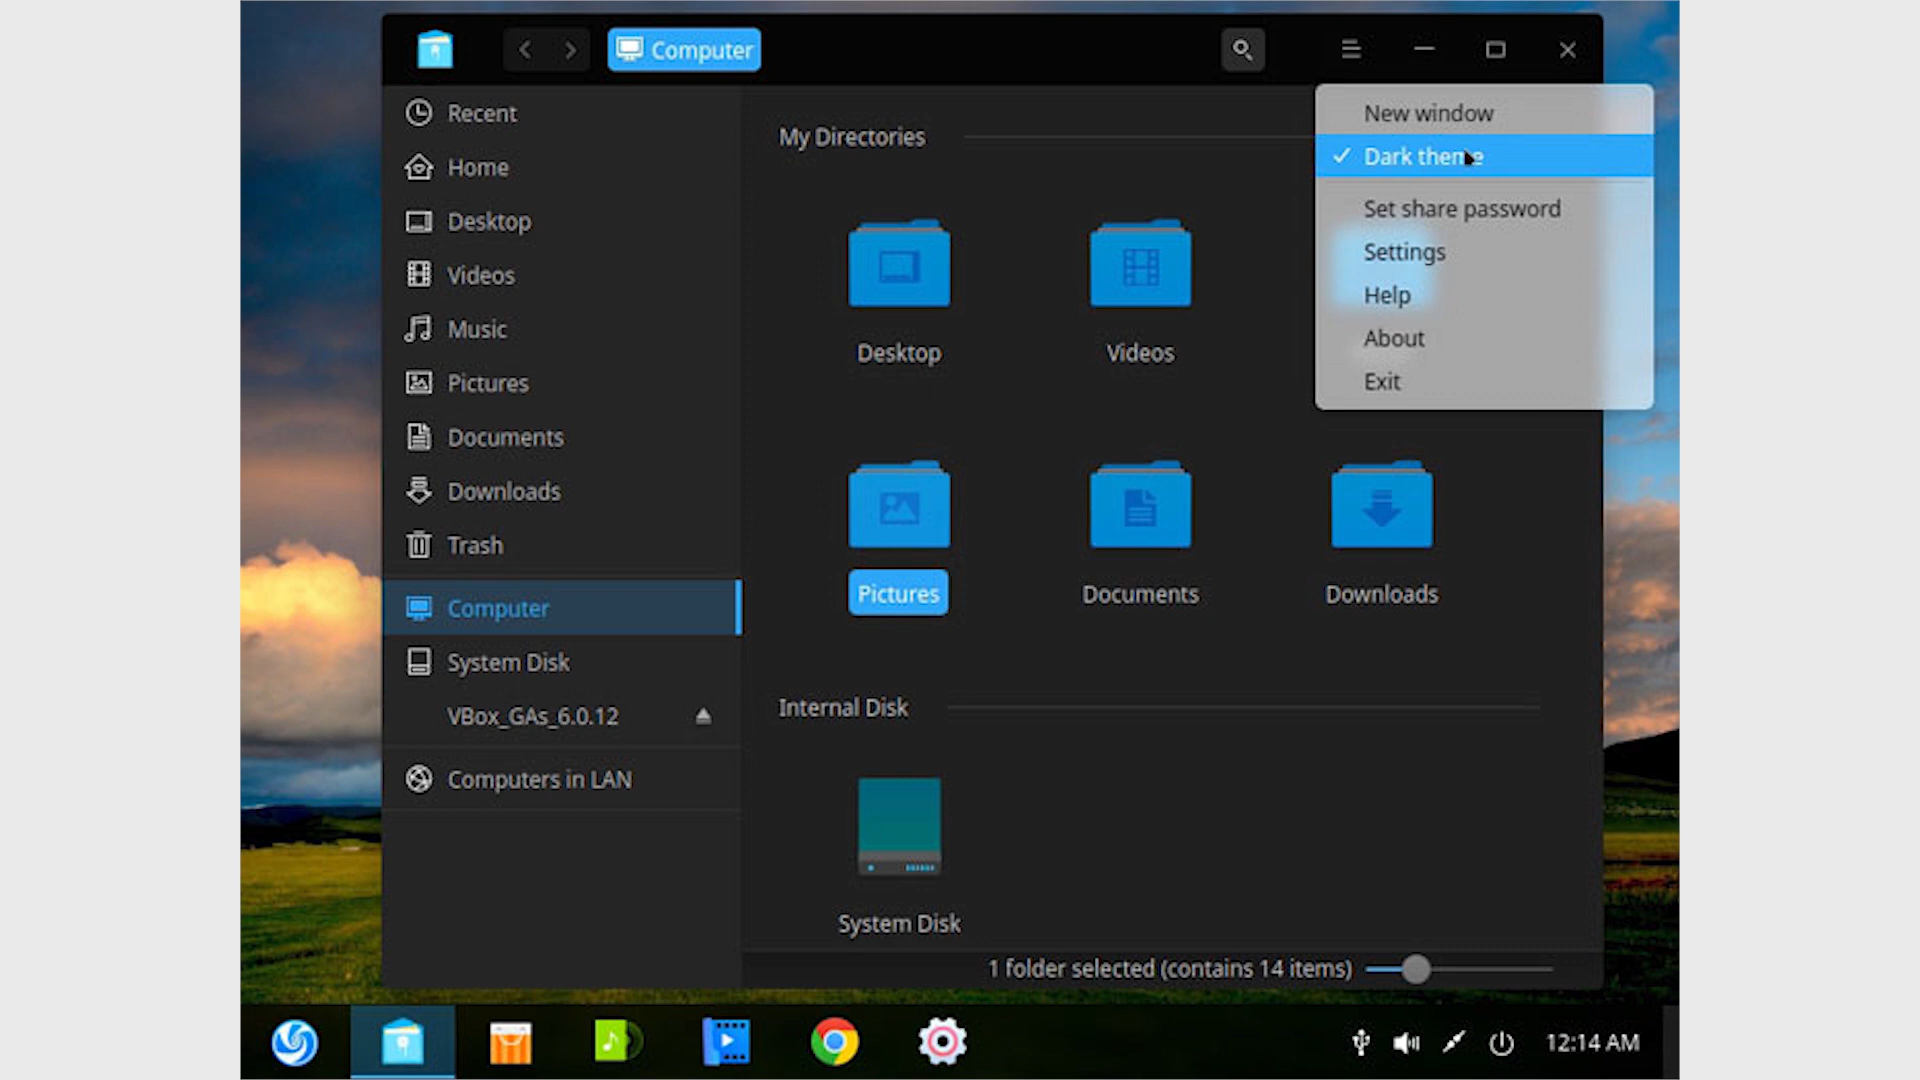 Computer
Recent
Home
Desktop
Videos
Music
Pictures
Documents
Downloads
Trash
Computer
System Disk
VBox_GAs_6.0.12
Computers in LAN
My Directories
Desktop
Videos
Pictures
Documents
Downloads
Internal Disk
System Disk
1 folder selected (contains 14 items)
New window
Dark theme
Set share password
Settings
Help
About
Exit
12:14 AM